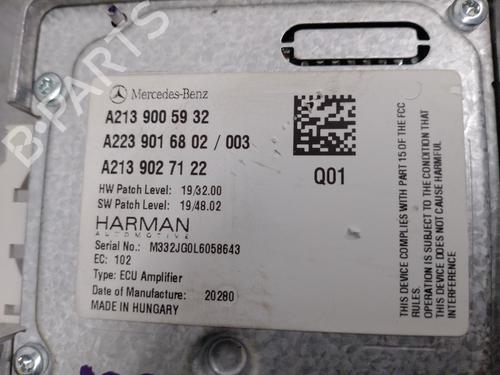 Mercedes-Benz
A213 900 59 32
A223 901 68 02 / 003
A213 902 71 22
HW Patch Level: 19/32.00
SW Patch Level: 19/48.02
HARMAN
AUTOMOTIVE
Serial No.: M332JG0L6058643
EC: 102
Type: ECU Amplifier
Date of Manufacture: 20280
MADE IN HUNGARY
Q01
THIS DEVICE COMPLIES WITH PART 15 OF THE FCC
RULES.
OPERATION IS SUBJECT TO THE CONDITION THAT
THIS DEVICE DOES NOT CAUSE HARMFUL
INTERFERENCE
B-PARTS